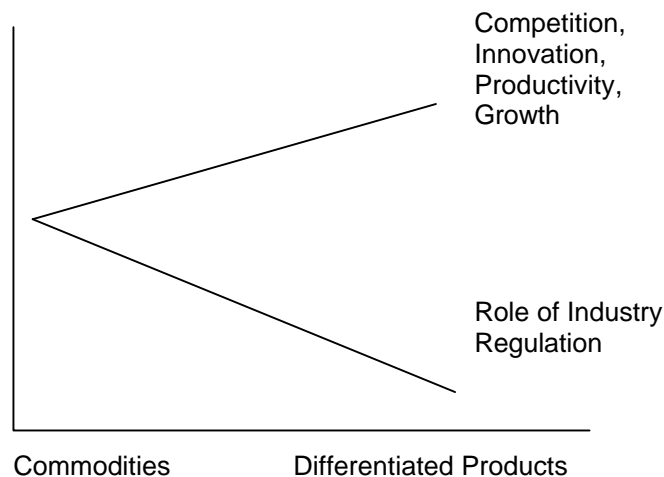 Competition,
Innovation,
Productivity,
Growth
Role of Industry
Regulation
Commodities
Differentiated Products